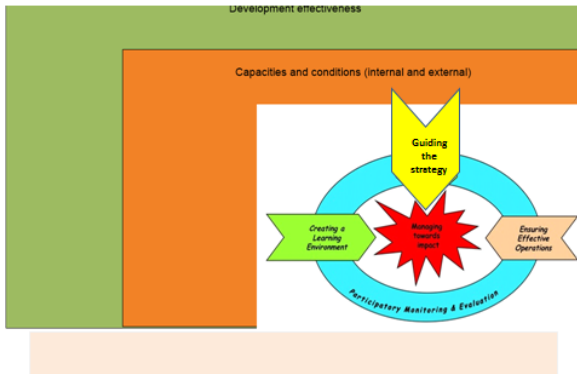 Development effectiveness
Capacities and conditions (internal and external)
Guiding
the
strategy
Creating a
Learning
Environment
Managing
towards
impact
Ensuring
Effective
Operations
Participatory Monitoring & Evaluation